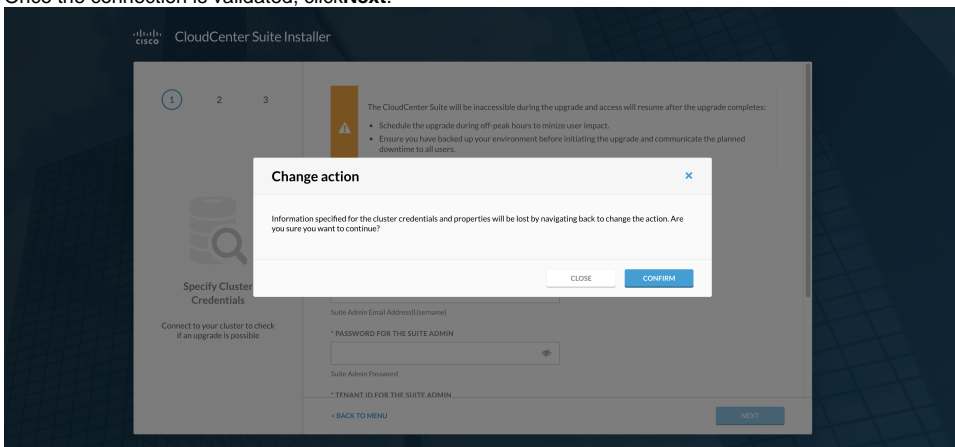 Once the connection is validated, clickNext.
CISCO CloudCenter Suite Installer
1 2 3
The CloudCenter Suite will be inaccessible during the upgrade and access will resume after the upgrade completes:
• Schedule the upgrade during off-peak hours to minize user impact.
• Ensure you have backed up your environment before initiating the upgrade and communicate the planned
downtime to all users.
Change action
Information specified for the cluster credentials and properties will be lost by navigating back to change the action. Are
you sure you want to continue?
CLOSE CONFIRM
Specify Cluster
Credentials
Connect to your cluster to check
if an upgrade is possible
Suite Admin Email Address(Username)
* PASSWORD FOR THE SUITE ADMIN
Suite Admin Password
* TENANT ID FOR THE SUITE ADMIN
< BACK TO MENU
NEXT